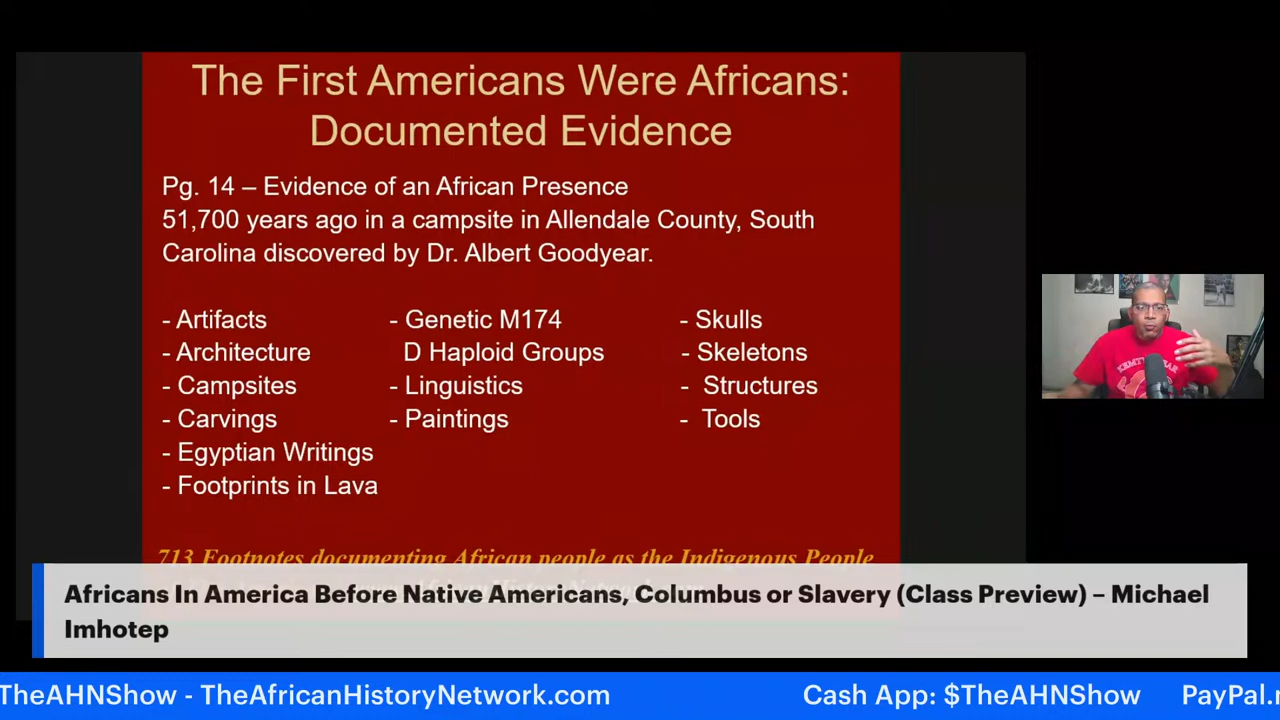 The First Americans Were Africans:
Documented Evidence
Pg. 14 – Evidence of an African Presence
51,700 years ago in a campsite in Allendale County, South
Carolina discovered by Dr. Albert Goodyear.
- Artifacts - Genetic M174 - Skulls
- Architecture D Haploid Groups - Skeletons
- Campsites - Linguistics - Structures
- Carvings - Paintings - Tools
- Egyptian Writings
- Footprints in Lava
713 Footnotes documenting African people as the Indigenous People
Africans In America Before Native Americans, Columbus or Slavery (Class Preview) – Michael
Imhotep
TheAHNShow - TheAfricanHistoryNetwork.com Cash App: $TheAHNShow PayPal.